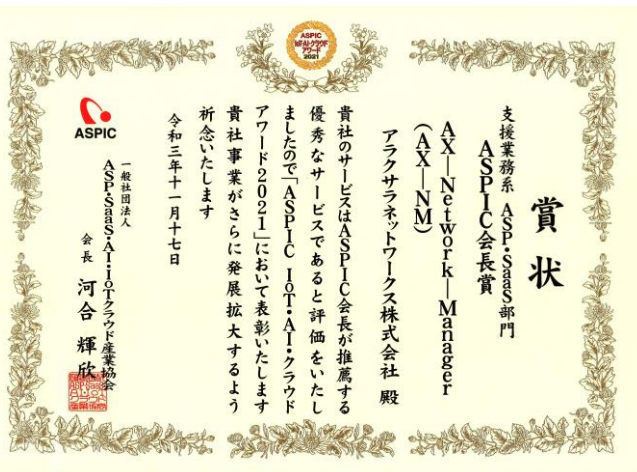 ASPIC
IoT・AI・クラウド
アワード
2021
賞状
支援業務系 ASP・SaaS部門
ASPIC会長賞
AX―Network―Manager
(AX―NM)
アラクサラネットワークス株式会社 殿
貴社のサービスはASPIC会長が推薦する
優秀なサービスであると評価をいたし
ましたので「ASPIC IoT・AI・クラウド
アワード2021」において表彰いたします
貴社事業がさらに発展拡大するよう
祈念いたします
令和三年十一月十七日
ASPIC
一般社団法人
ASP・SaaS・AI・IoTクラウド産業協会
会長 河合 輝欣